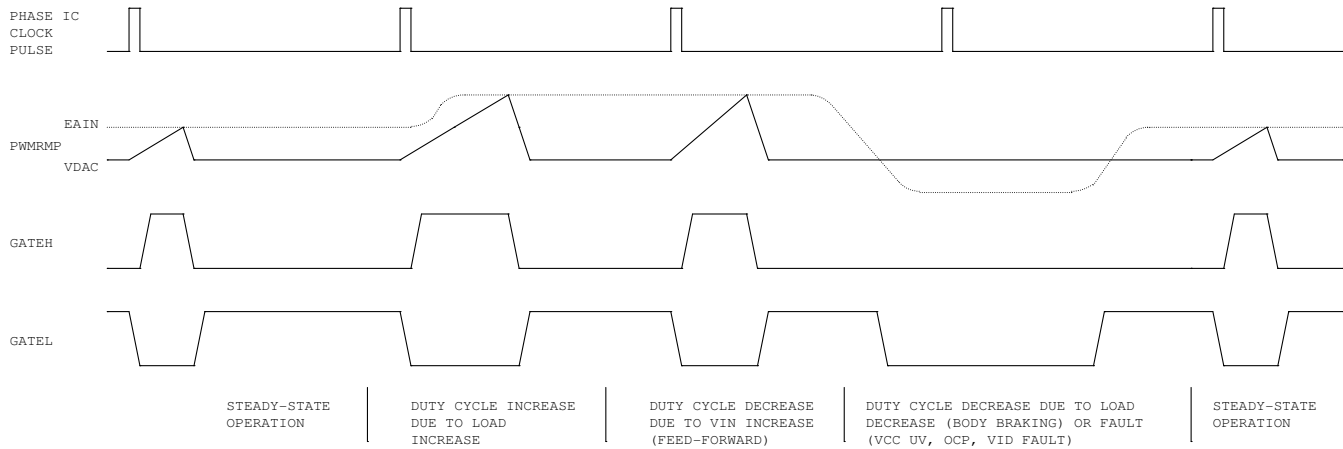 PHASE IC
CLOCK
PULSE
EAIN
PWMRMP
VDAC
GATEH
GATEL
STEADY-STATE
OPERATION
DUTY CYCLE INCREASE
DUE TO LOAD
INCREASE
DUTY CYCLE DECREASE
DUE TO VIN INCREASE
(FEED-FORWARD)
DUTY CYCLE DECREASE DUE TO LOAD
DECREASE (BODY BRAKING) OR FAULT
(VCC UV, OCP, VID FAULT)
STEADY-STATE
OPERATION